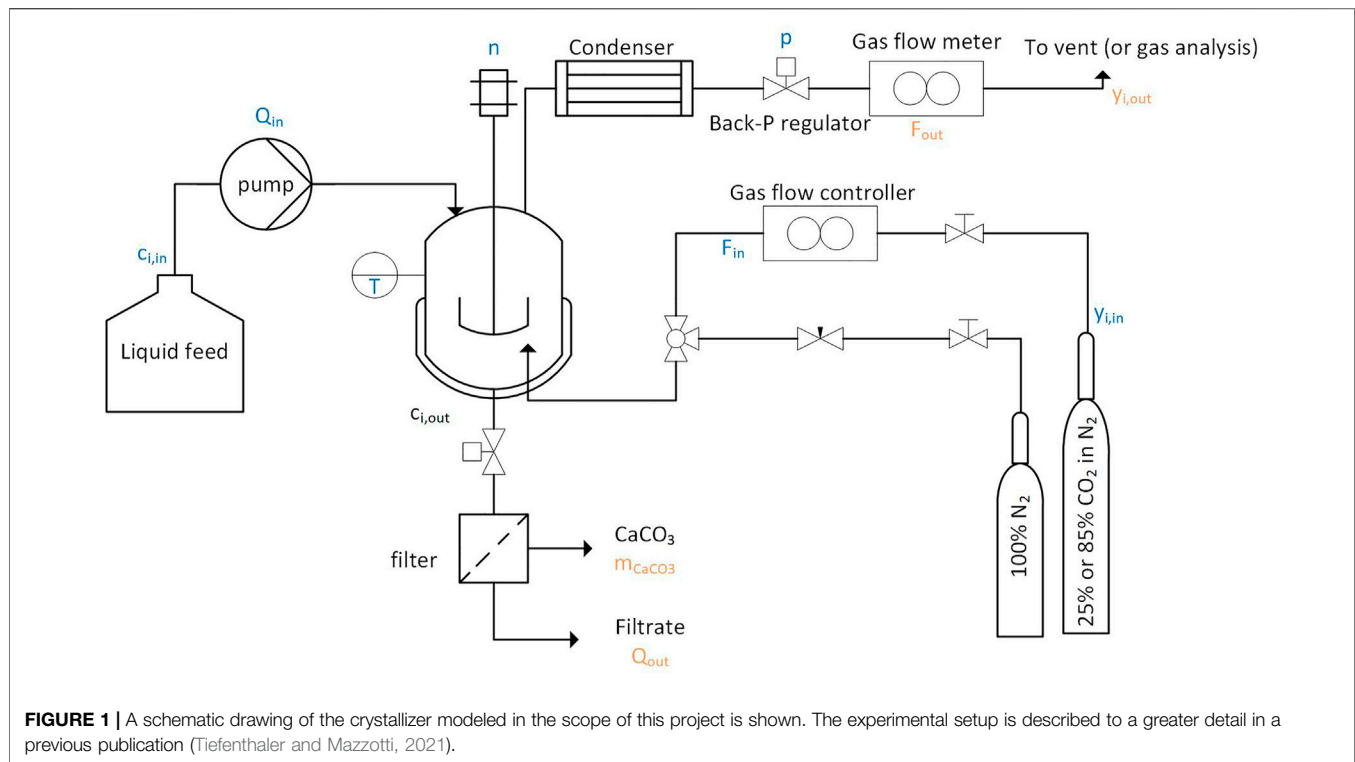 n
Condenser
p
Gas flow meter
To vent (or gas analysis)
yi,out
Back-P regulator
Fout
Qin
pump
Gas flow controller
Fin
ci,in
T
yi,in
Liquid feed
ci,out
100% N2
25% or 85% CO2 in N2
filter
CaCO3
mCaCO3
Filtrate
Qout
FIGURE 1 | A schematic drawing of the crystallizer modeled in the scope of this project is shown. The experimental setup is described to a greater detail in a
previous publication (Tiefenthaler and Mazzotti, 2021).